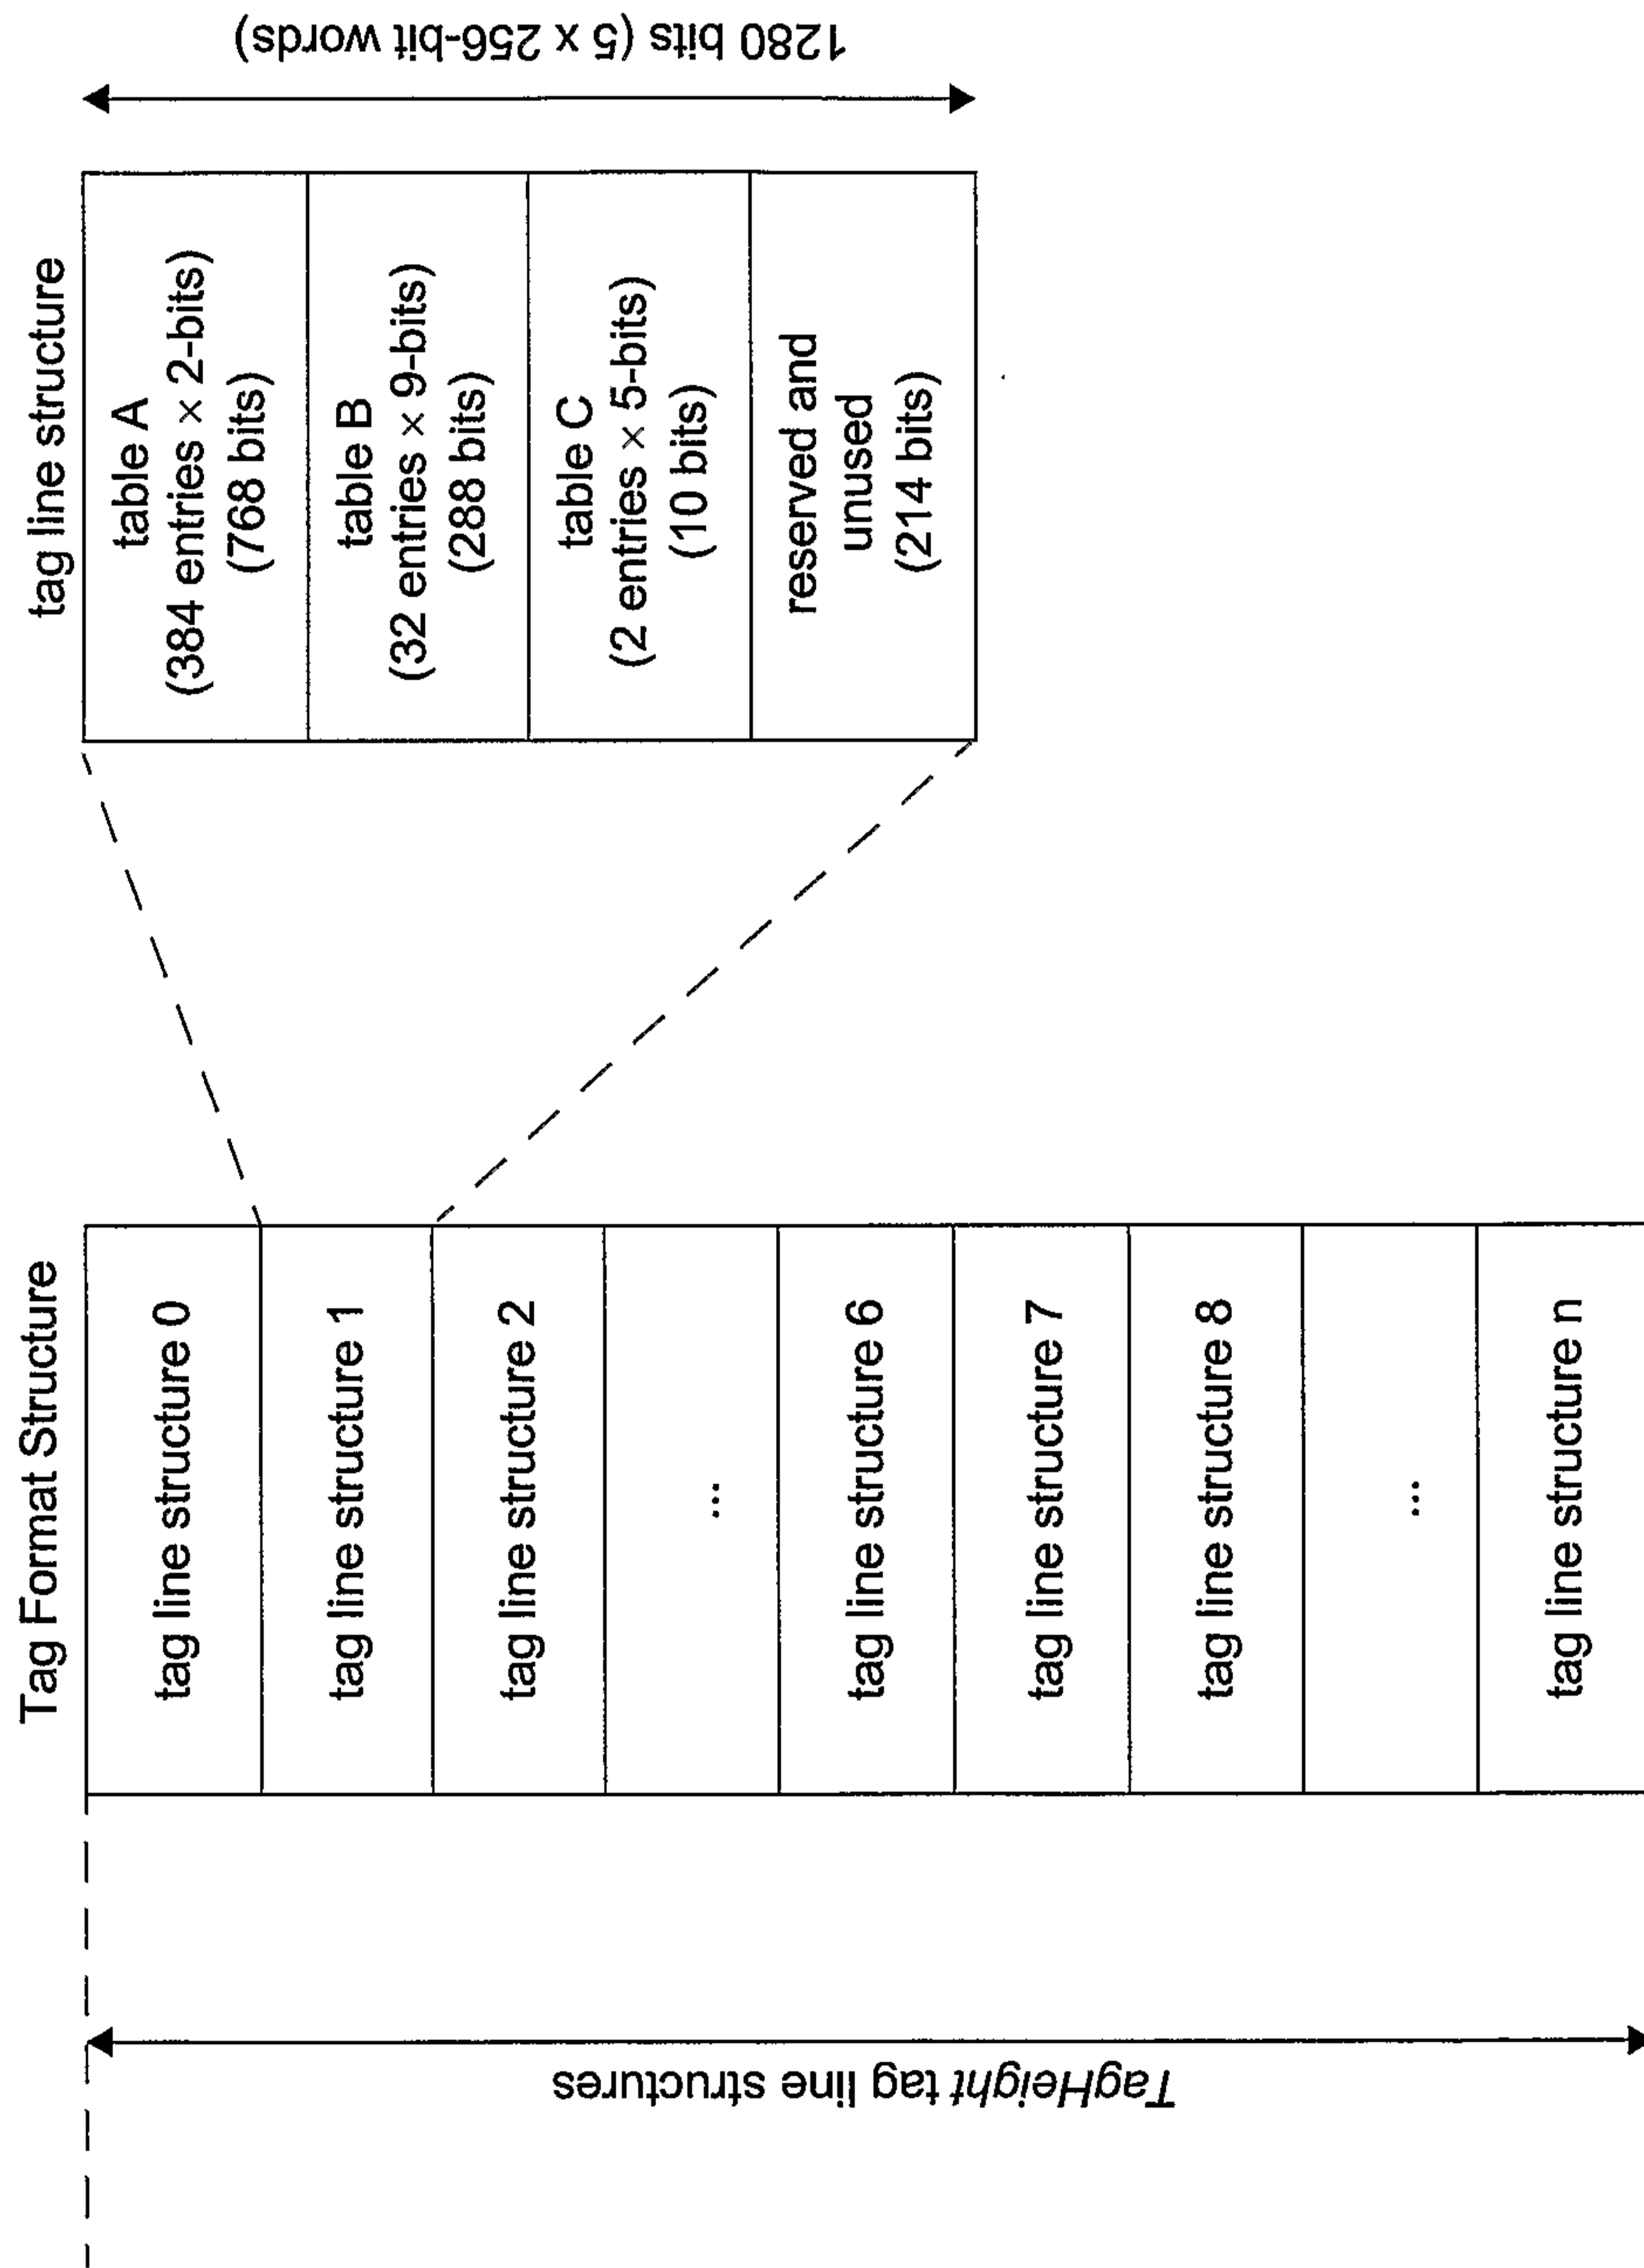 Tag Format Structure
tag line structure 0
tag line structure 1
tag line structure 2
...
tag line structure 6
tag line structure 7
tag line structure 8
...
tag line structure n
TagHeight tag line structures
tag line structure
table A
(384 entries × 2-bits)
(768 bits)
table B
(32 entries × 9-bits)
(288 bits)
table C
(2 entries × 5-bits)
(10 bits)
reserved and
unused
(214 bits)
1280 bits (5 x 256-bit words)